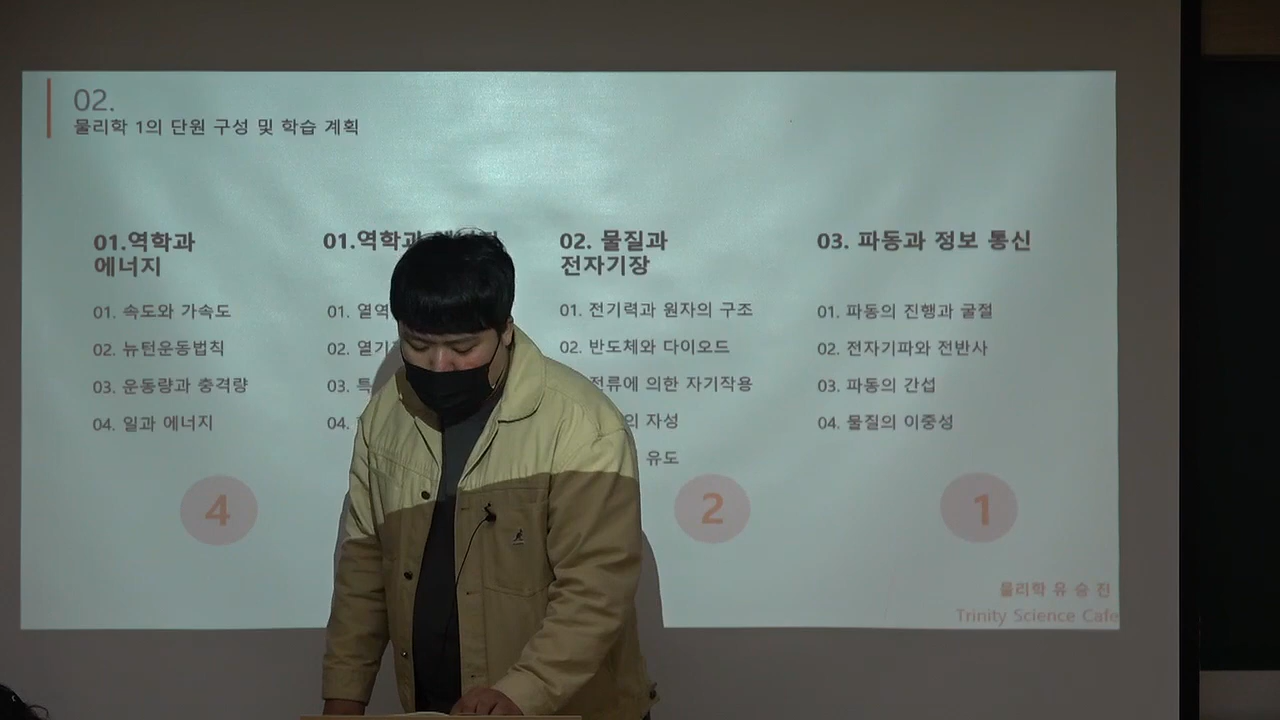 02.
물리학 1의 단원 구성 및 학습 계획
01.역학과
에너지
01. 속도와 가속도
02. 뉴턴운동법칙
03. 운동량과 충격량
04. 일과 에너지
4
01.역학과
01.
02.
03.
04.
02. 물질과
전자기장
01. 전기력과 원자의 구조
02. 반도체와 다이오드
전류에 의한 자기작용
자성
유도
2
03. 파동과 정보 통신
01. 파동의 진행과 굴절
02. 전자기파와 전반사
03. 파동의 간섭
04. 물질의 이중성
1
물리학 유 승 진
Trinity Science Cafe